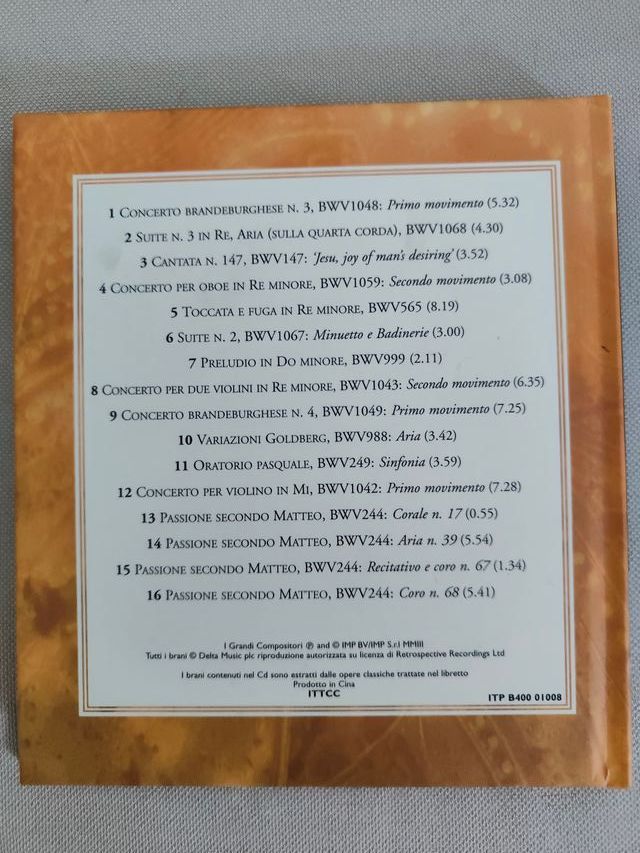 1 Concerto brandeburghese n. 3, BWV1048: Primo movimento (5.32)
2 Suite n. 3 in Re, Aria (sulla quarta corda), BWV1068 (4.30)
3 Cantata n. 147, BWV147: 'Jesu, joy of man's desiring' (3.52)
4 Concerto per oboe in Re minore, BWV1059: Secondo movimento (3.08)
5 Toccata e fuga in Re minore, BWV565 (8.19)
6 Suite n. 2, BWV1067: Minuetto e Badinerie (3.00)
7 Preludio in Do minore, BWV999 (2.11)
8 Concerto per due violini in Re minore, BWV1043: Secondo movimento (6.35)
9 Concerto brandeburghese n. 4, BWV1049: Primo movimento (7.25)
10 Variazioni Goldberg, BWV988: Aria (3.42)
11 Oratorio pasquale, BWV249: Sinfonia (3.59)
12 Concerto per violino in Mi, BWV1042: Primo movimento (7.28)
13 Passione secondo Matteo, BWV244: Corale n. 17 (0.55)
14 Passione secondo Matteo, BWV244: Aria n. 39 (5.54)
15 Passione secondo Matteo, BWV244: Recitativo e coro n. 67 (1.34)
16 Passione secondo Matteo, BWV244: Coro n. 68 (5.41)
I Grandi Compositori ℗ and © IMP BV/IMP S.r.l MMIII
Tutti i brani © Delta Music plc riproduzione autorizzata su licenza di Retrospective Recordings Ltd
I brani contenuti nel Cd sono estratti dalle opere classiche trattate nel libretto
Prodotto in Cina
ITTCC
ITP B400 01008